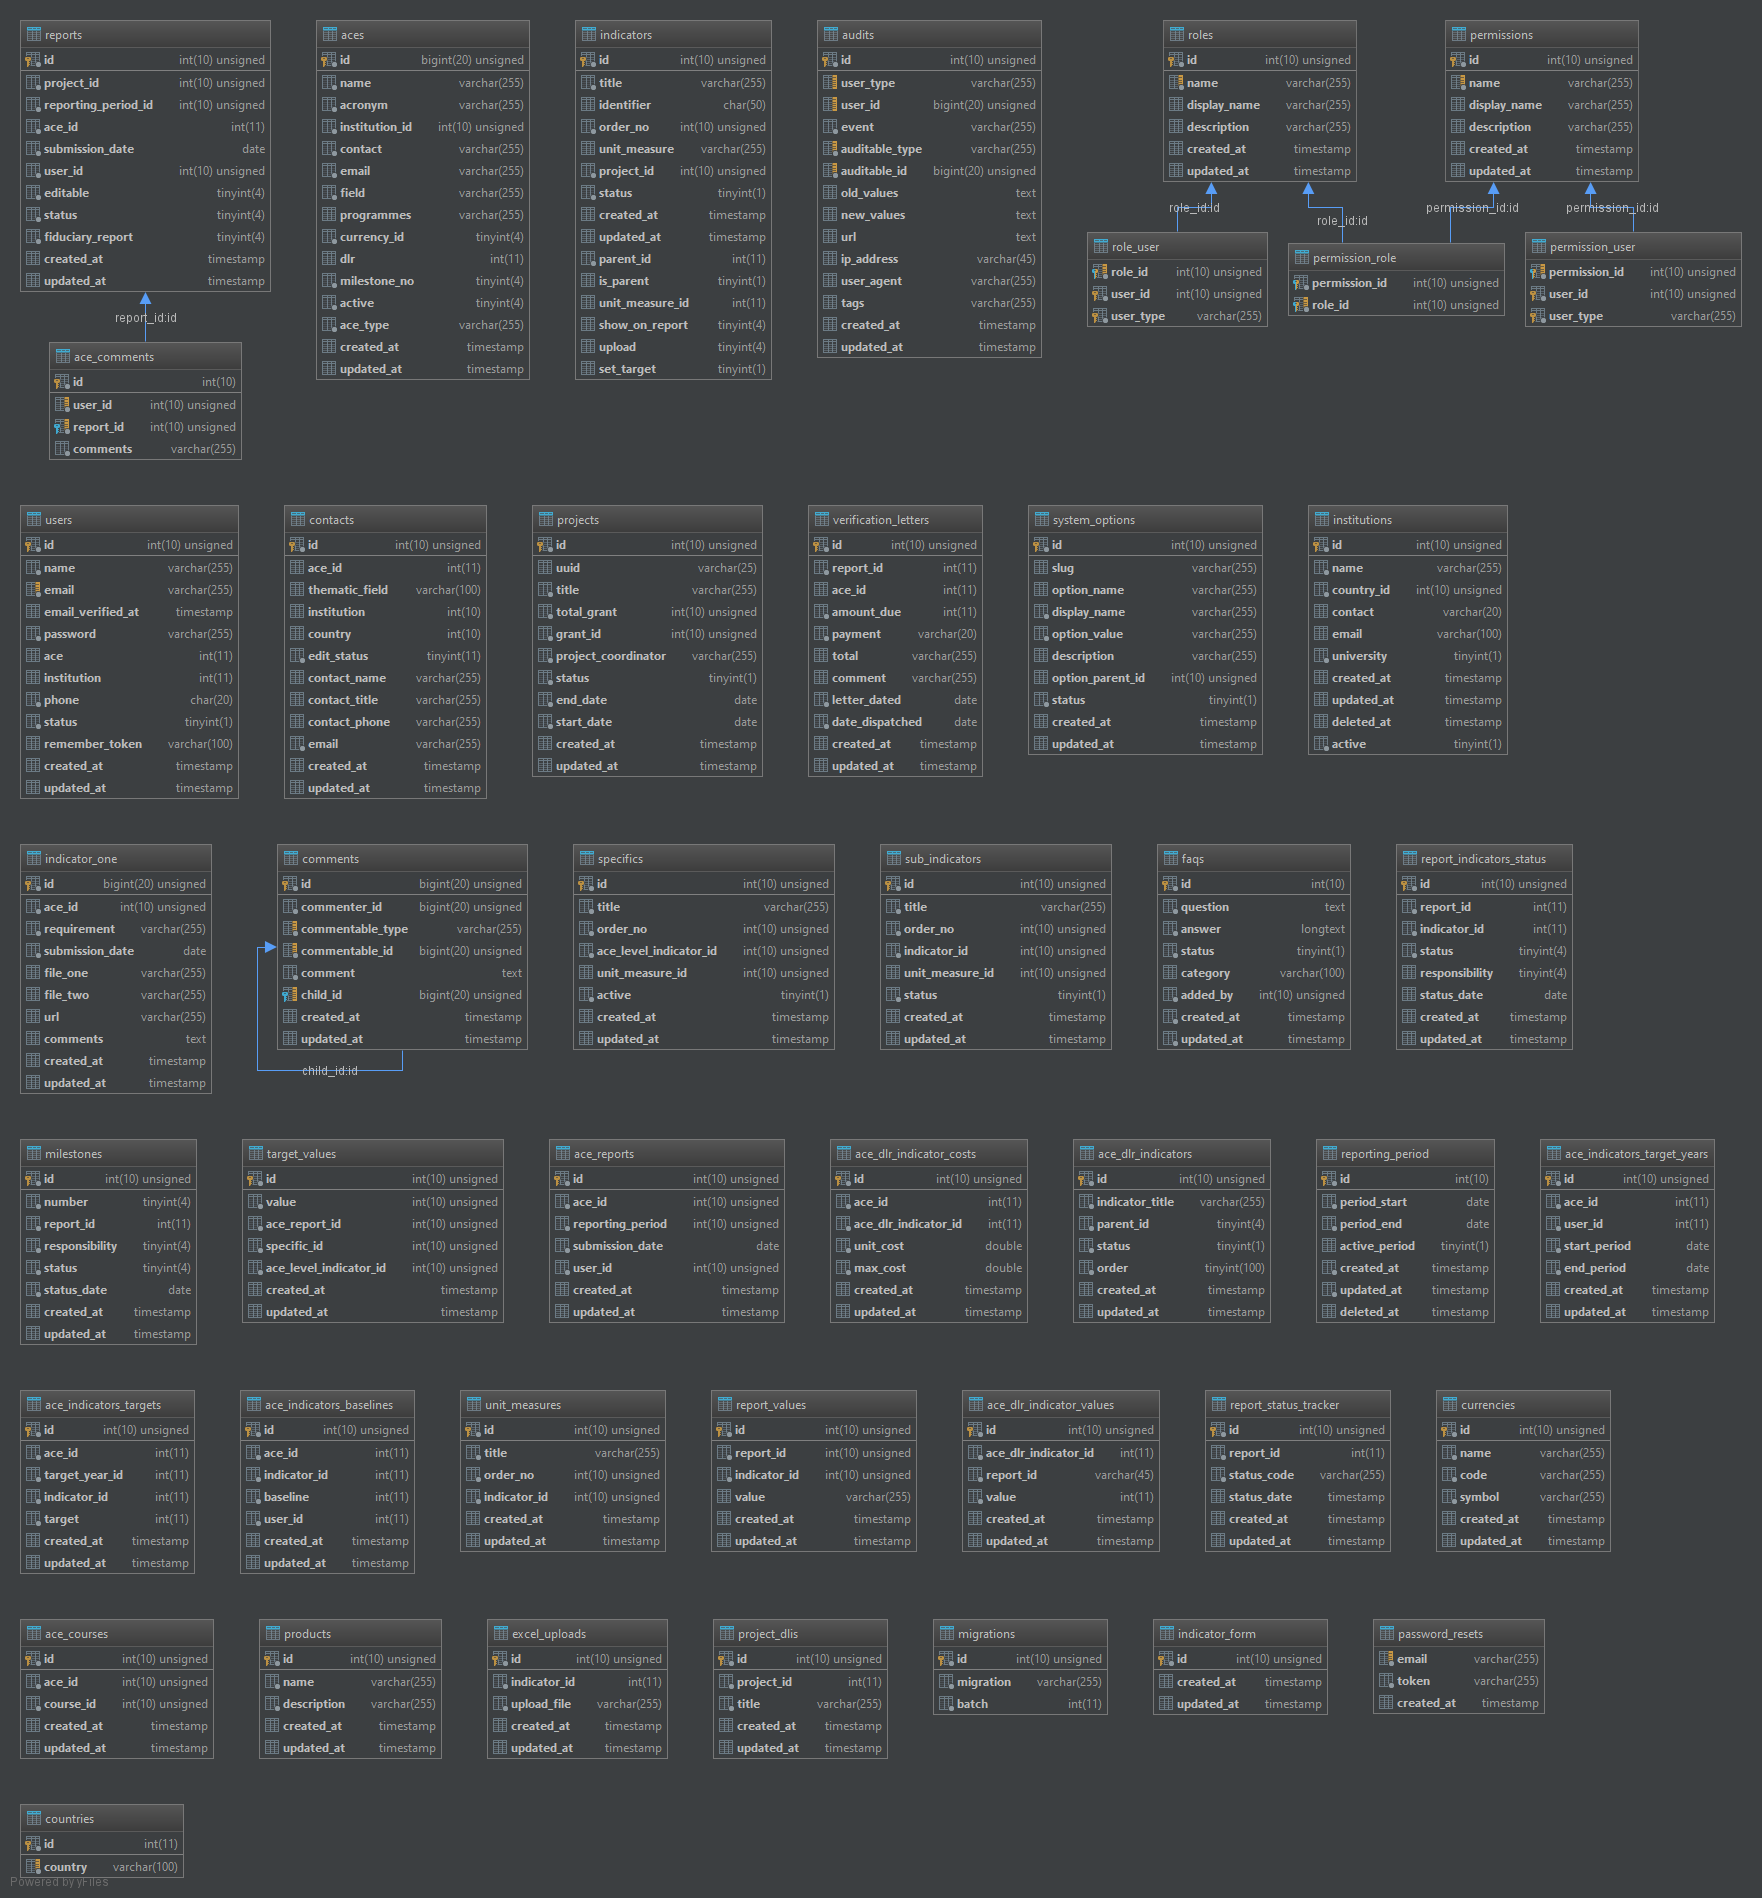 reports
id int(10) unsigned
project_id int(10) unsigned
reporting_period_id int(10) unsigned
ace_id int(11)
submission_date date
user_id int(10) unsigned
editable tinyint(4)
status tinyint(4)
fiduciary_report tinyint(4)
created_at timestamp
updated_at timestamp
report_id:id
ace_comments
id int(10)
user_id int(10) unsigned
report_id int(10) unsigned
comments varchar(255)
aces
id bigint(20) unsigned
name varchar(255)
acronym varchar(255)
institution_id int(10) unsigned
contact varchar(255)
email varchar(255)
field varchar(255)
programmes varchar(255)
currency_id tinyint(4)
dlr int(11)
milestone_no tinyint(4)
active tinyint(4)
ace_type varchar(255)
created_at timestamp
updated_at timestamp
indicators
id int(10) unsigned
title varchar(255)
identifier char(50)
order_no int(10) unsigned
unit_measure varchar(255)
project_id int(10) unsigned
status tinyint(1)
created_at timestamp
updated_at timestamp
parent_id int(11)
is_parent tinyint(1)
unit_measure_id int(11)
show_on_report tinyint(4)
upload tinyint(4)
set_target tinyint(1)
audits
id int(10) unsigned
user_type varchar(255)
user_id bigint(20) unsigned
event varchar(255)
auditable_type varchar(255)
auditable_id bigint(20) unsigned
old_values text
new_values text
url text
ip_address varchar(45)
user_agent varchar(255)
tags varchar(255)
created_at timestamp
updated_at timestamp
roles
id int(10) unsigned
name varchar(255)
display_name varchar(255)
description varchar(255)
created_at timestamp
updated_at timestamp
permissions
id int(10) unsigned
name varchar(255)
display_name varchar(255)
description varchar(255)
created_at timestamp
updated_at timestamp
role_id:id
role_id:id
permission_id:id
permission_id:id
role_user
role_id int(10) unsigned
user_id int(10) unsigned
user_type varchar(255)
permission_role
permission_id int(10) unsigned
role_id int(10) unsigned
permission_user
permission_id int(10) unsigned
user_id int(10) unsigned
user_type varchar(255)
users
id int(10) unsigned
name varchar(255)
email varchar(255)
email_verified_at timestamp
password varchar(255)
ace int(11)
institution int(11)
phone char(20)
status tinyint(1)
remember_token varchar(100)
created_at timestamp
updated_at timestamp
contacts
id int(10) unsigned
ace_id int(11)
thematic_field varchar(100)
institution int(10)
country int(10)
edit_status tinyint(11)
contact_name varchar(255)
contact_title varchar(255)
contact_phone varchar(255)
email varchar(255)
created_at timestamp
updated_at timestamp
projects
id int(10) unsigned
uuid varchar(25)
title varchar(255)
total_grant int(10) unsigned
grant_id int(10) unsigned
project_coordinator varchar(255)
status tinyint(1)
end_date date
start_date date
created_at timestamp
updated_at timestamp
verification_letters
id int(10) unsigned
report_id int(11)
ace_id int(11)
amount_due int(11)
payment varchar(20)
total varchar(255)
comment varchar(255)
letter_dated date
date_dispatched date
created_at timestamp
updated_at timestamp
system_options
id int(10) unsigned
slug varchar(255)
option_name varchar(255)
display_name varchar(255)
option_value varchar(255)
description varchar(255)
option_parent_id int(10) unsigned
status tinyint(1)
created_at timestamp
updated_at timestamp
institutions
id int(10) unsigned
name varchar(255)
country_id int(10) unsigned
contact varchar(20)
email varchar(100)
university tinyint(1)
created_at timestamp
updated_at timestamp
deleted_at timestamp
active tinyint(1)
indicator_one
id bigint(20) unsigned
ace_id int(10) unsigned
requirement varchar(255)
submission_date date
file_one varchar(255)
file_two varchar(255)
url varchar(255)
comments text
created_at timestamp
updated_at timestamp
comments
id bigint(20) unsigned
commenter_id bigint(20) unsigned
commentable_type varchar(255)
commentable_id bigint(20) unsigned
comment text
child_id bigint(20) unsigned
created_at timestamp
updated_at timestamp
child_id:id
specifics
id int(10) unsigned
title varchar(255)
order_no int(10) unsigned
ace_level_indicator_id int(10) unsigned
unit_measure_id int(10) unsigned
active tinyint(1)
created_at timestamp
updated_at timestamp
sub_indicators
id int(10) unsigned
title varchar(255)
order_no int(10) unsigned
indicator_id int(10) unsigned
unit_measure_id int(10) unsigned
status tinyint(1)
created_at timestamp
updated_at timestamp
faqs
id int(10)
question text
answer longtext
status tinyint(1)
category varchar(100)
added_by int(10) unsigned
created_at timestamp
updated_at timestamp
report_indicators_status
id int(10) unsigned
report_id int(11)
indicator_id int(11)
status tinyint(4)
responsibility tinyint(4)
status_date date
created_at timestamp
updated_at timestamp
milestones
id int(10) unsigned
number tinyint(4)
report_id int(11)
responsibility tinyint(4)
status tinyint(4)
status_date date
created_at timestamp
updated_at timestamp
target_values
id int(10) unsigned
value int(10) unsigned
ace_report_id int(10) unsigned
specific_id int(10) unsigned
ace_level_indicator_id int(10) unsigned
created_at timestamp
updated_at timestamp
ace_reports
id int(10) unsigned
ace_id int(10) unsigned
reporting_period int(10) unsigned
submission_date date
user_id int(10) unsigned
created_at timestamp
updated_at timestamp
ace_dlr_indicator_costs
id int(10) unsigned
ace_id int(11)
ace_dlr_indicator_id int(11)
unit_cost double
max_cost double
created_at timestamp
updated_at timestamp
ace_dlr_indicators
id int(10) unsigned
indicator_title varchar(255)
parent_id tinyint(4)
status tinyint(1)
order tinyint(100)
created_at timestamp
updated_at timestamp
reporting_period
id int(10)
period_start date
period_end date
active_period tinyint(1)
created_at timestamp
updated_at timestamp
deleted_at timestamp
ace_indicators_target_years
id int(10) unsigned
ace_id int(11)
user_id int(11)
start_period date
end_period date
created_at timestamp
updated_at timestamp
ace_indicators_targets
id int(10) unsigned
ace_id int(11)
target_year_id int(11)
indicator_id int(11)
target int(11)
created_at timestamp
updated_at timestamp
ace_indicators_baselines
id int(10) unsigned
ace_id int(11)
indicator_id int(11)
baseline int(11)
user_id int(11)
created_at timestamp
updated_at timestamp
unit_measures
id int(10) unsigned
title varchar(255)
order_no int(10) unsigned
indicator_id int(10) unsigned
created_at timestamp
updated_at timestamp
report_values
id int(10) unsigned
report_id int(10) unsigned
indicator_id int(10) unsigned
value varchar(255)
created_at timestamp
updated_at timestamp
ace_dlr_indicator_values
id int(10) unsigned
ace_dlr_indicator_id int(11)
report_id varchar(45)
value int(11)
created_at timestamp
updated_at timestamp
report_status_tracker
id int(10) unsigned
report_id int(11)
status_code varchar(255)
status_date timestamp
created_at timestamp
updated_at timestamp
currencies
id int(10) unsigned
name varchar(255)
code varchar(255)
symbol varchar(255)
created_at timestamp
updated_at timestamp
ace_courses
id int(10) unsigned
ace_id int(10) unsigned
course_id int(10) unsigned
created_at timestamp
updated_at timestamp
products
id int(10) unsigned
name varchar(255)
description varchar(255)
created_at timestamp
updated_at timestamp
excel_uploads
id int(10) unsigned
indicator_id int(11)
upload_file varchar(255)
created_at timestamp
updated_at timestamp
project_dlis
id int(10) unsigned
project_id int(11)
title varchar(255)
created_at timestamp
updated_at timestamp
migrations
id int(10) unsigned
migration varchar(255)
batch int(11)
indicator_form
id int(10) unsigned
created_at timestamp
updated_at timestamp
password_resets
email varchar(255)
token varchar(255)
created_at timestamp
countries
id int(11)
country varchar(100)
Powered by yFiles